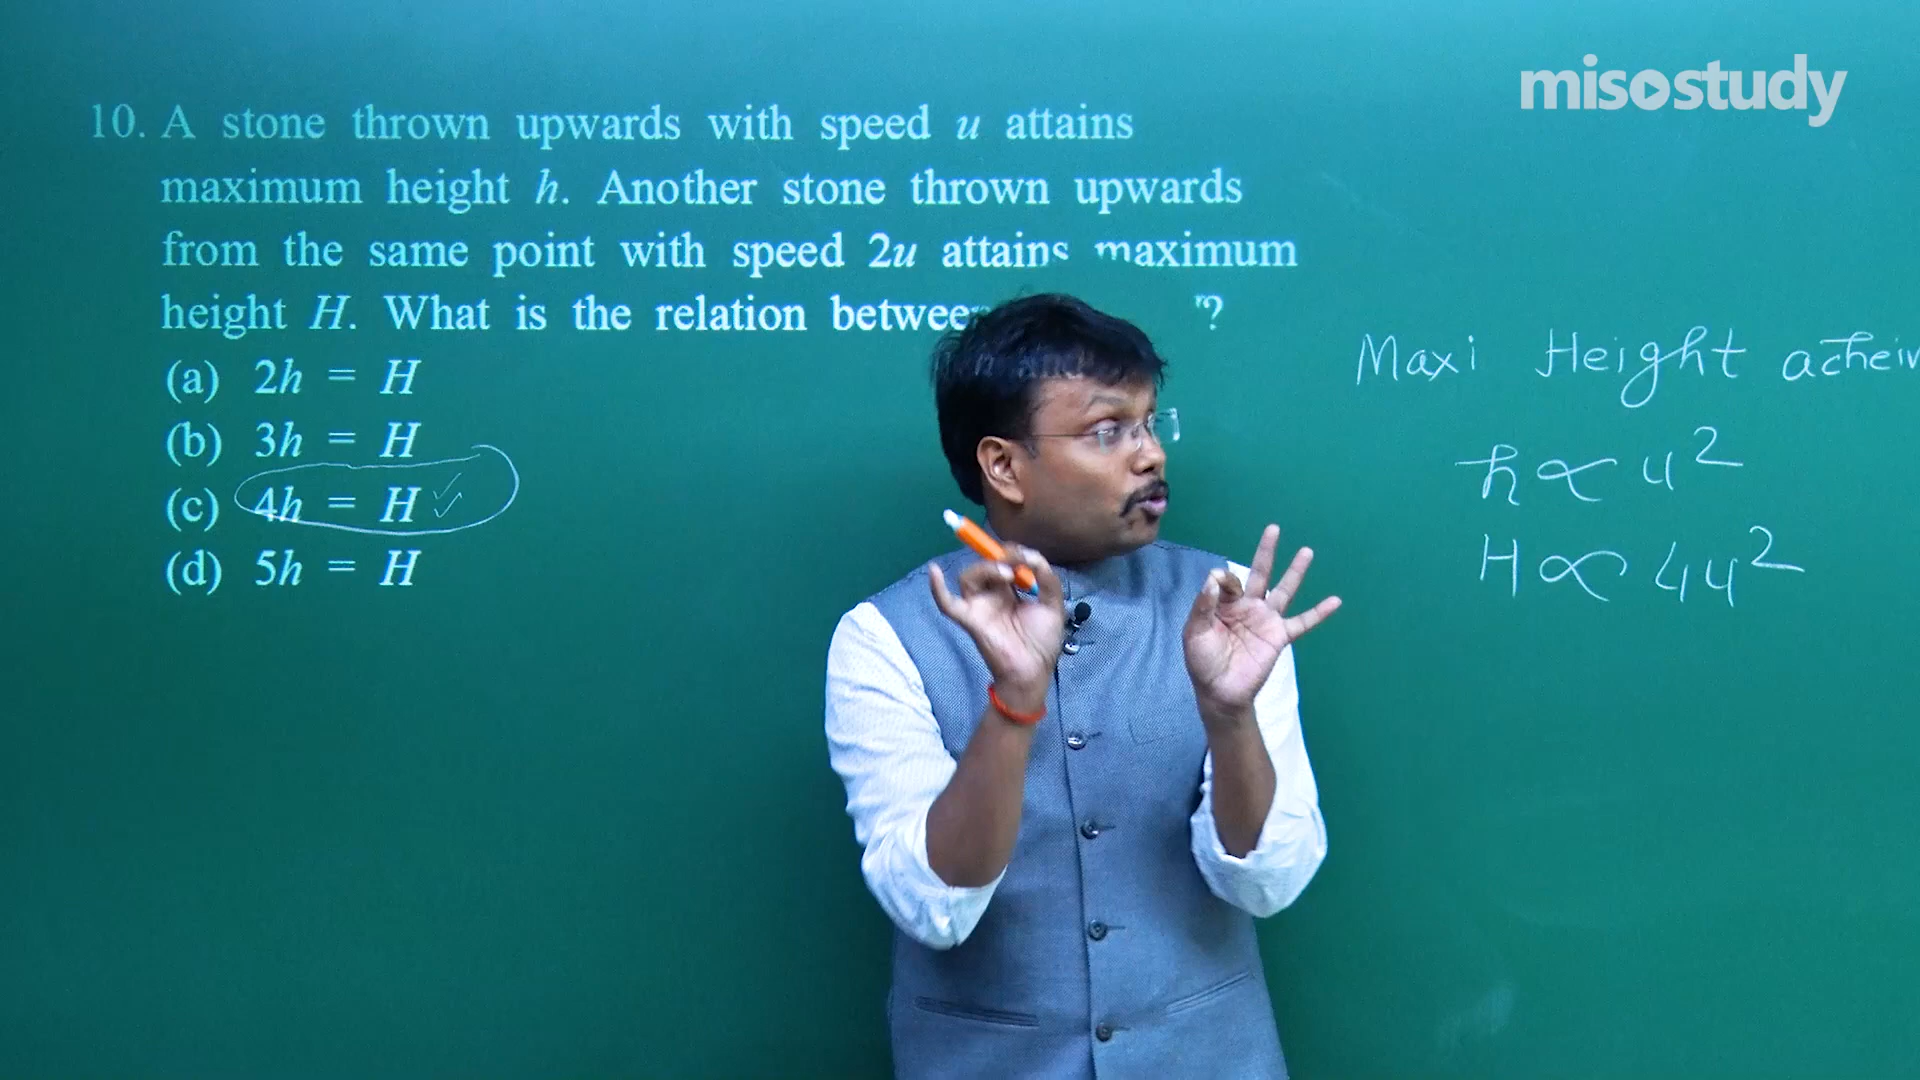 misostudy
10. A stone thrown upwards with speed u attains
maximum height h. Another stone thrown upwards
from the same point with speed 2u attains maximum
height H. What is the relation between ?
(a) 2h = H
(b) 3h = H
(c) 4h = H
(d) 5h = H
Maxi Height
h ∝ u²
H ∝ 4u²